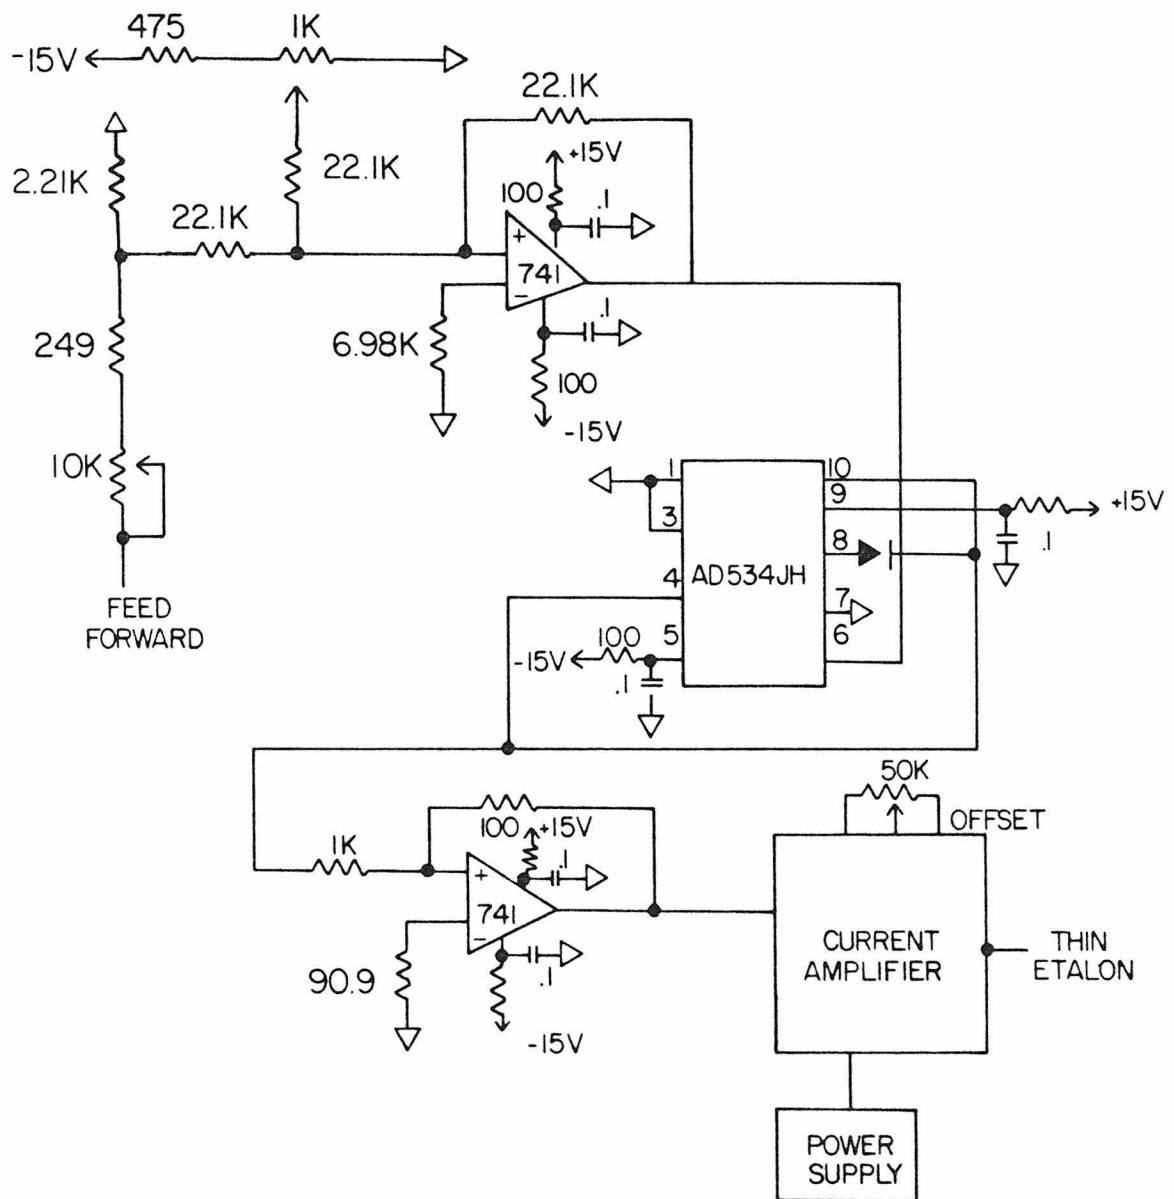 475
1K
-15V
22.1K
2.21K
22.1K
22.1K
+15V
100
.1
+
741
-
.1
249
6.98K
100
-15V
10K
1
10
9
+15V
3
8
.1
AD534JH
4
7
FEED
FORWARD
5
6
100
-15V
.1
50K
OFFSET
100
+15V
.1
1K
+
741
-
.1
90.9
-15V
CURRENT
AMPLIFIER
THIN
ETALON
POWER
SUPPLY